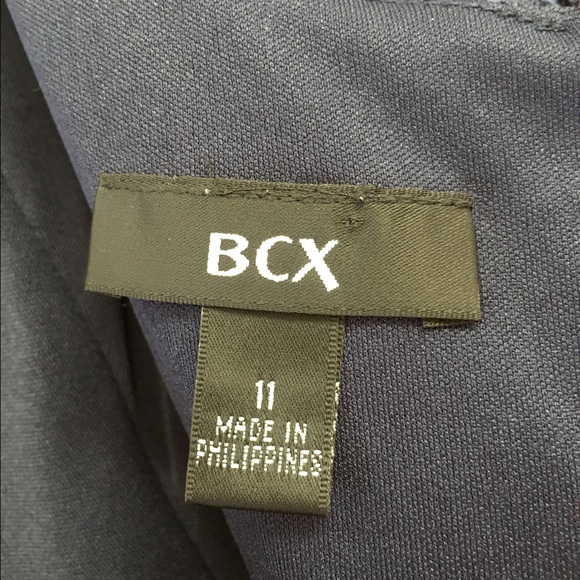 BCX
11
MADE IN
PHILIPPINES